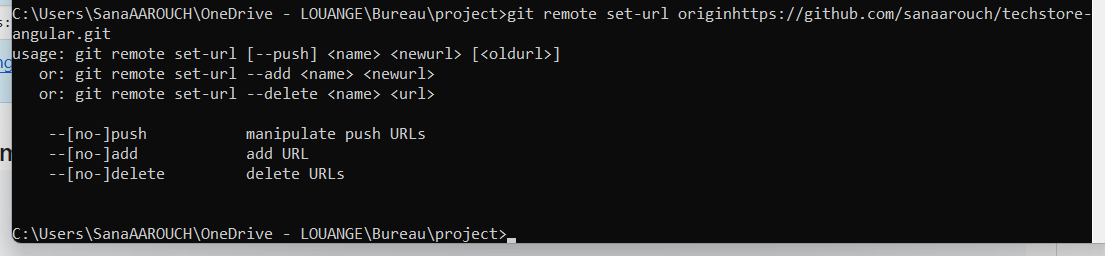 C:\Users\SanaAAROUCH\OneDrive - LOUANGE\Bureau\project>git remote set-url originhttps://github.com/sanaarouch/techstore-
angular.git
usage: git remote set-url [--push] <name> <newurl> [<oldurl>]
   or: git remote set-url --add <name> <newurl>
   or: git remote set-url --delete <name> <url>

    --[no-]push           manipulate push URLs
    --[no-]add            add URL
    --[no-]delete         delete URLs

C:\Users\SanaAAROUCH\OneDrive - LOUANGE\Bureau\project>